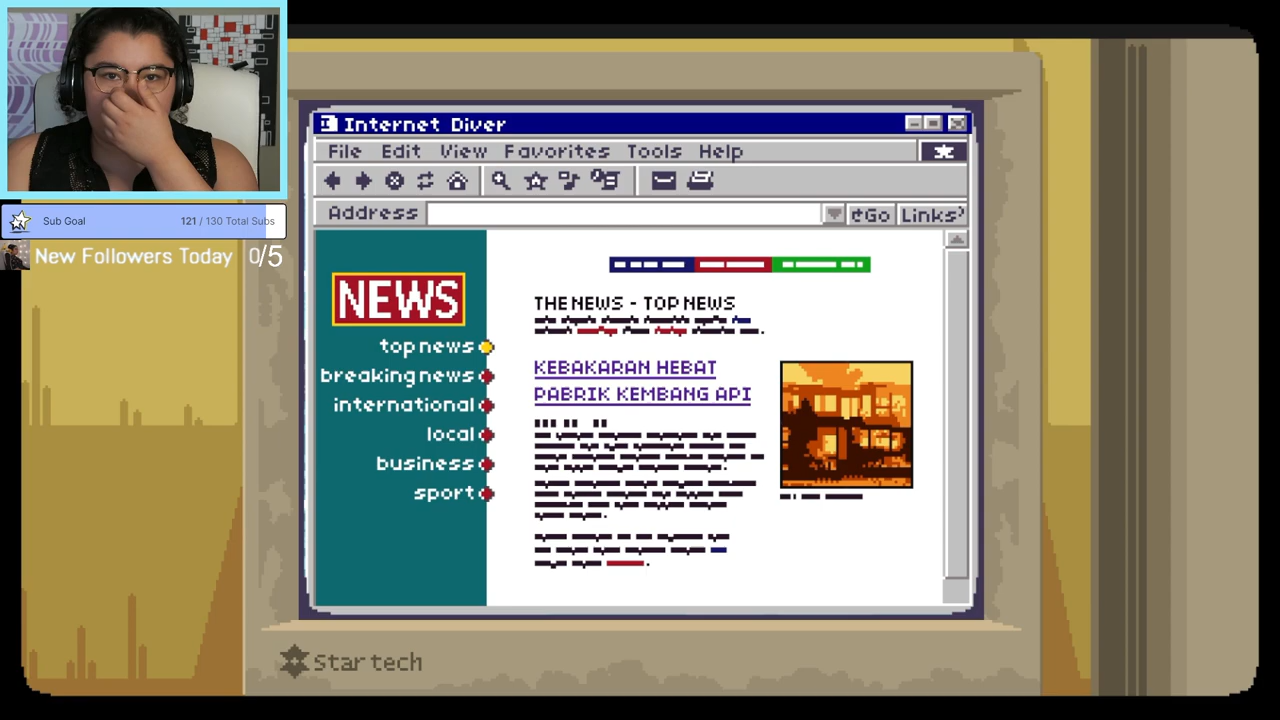 Sub Goal 121 / 130 Total Subs
New Followers Today 0/5
Internet Diver
File Edit View Favorites Tools Help
Address Go Links
NEWS
top news
breaking news
international
local
business
sport
THE NEWS - TOP NEWS
KEBAKARAN HEBAT
PABRIK KEMBANG API
Star tech